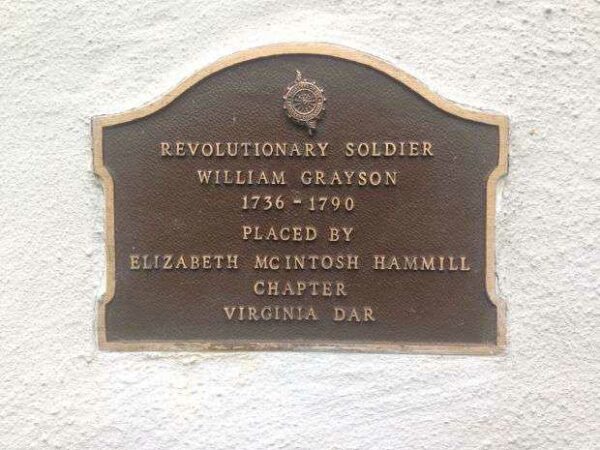 REVOLUTIONARY SOLDIER
WILLIAM GRAYSON
1736 - 1790
PLACED BY
ELIZABETH MCINTOSH HAMMILL
CHAPTER
VIRGINIA DAR